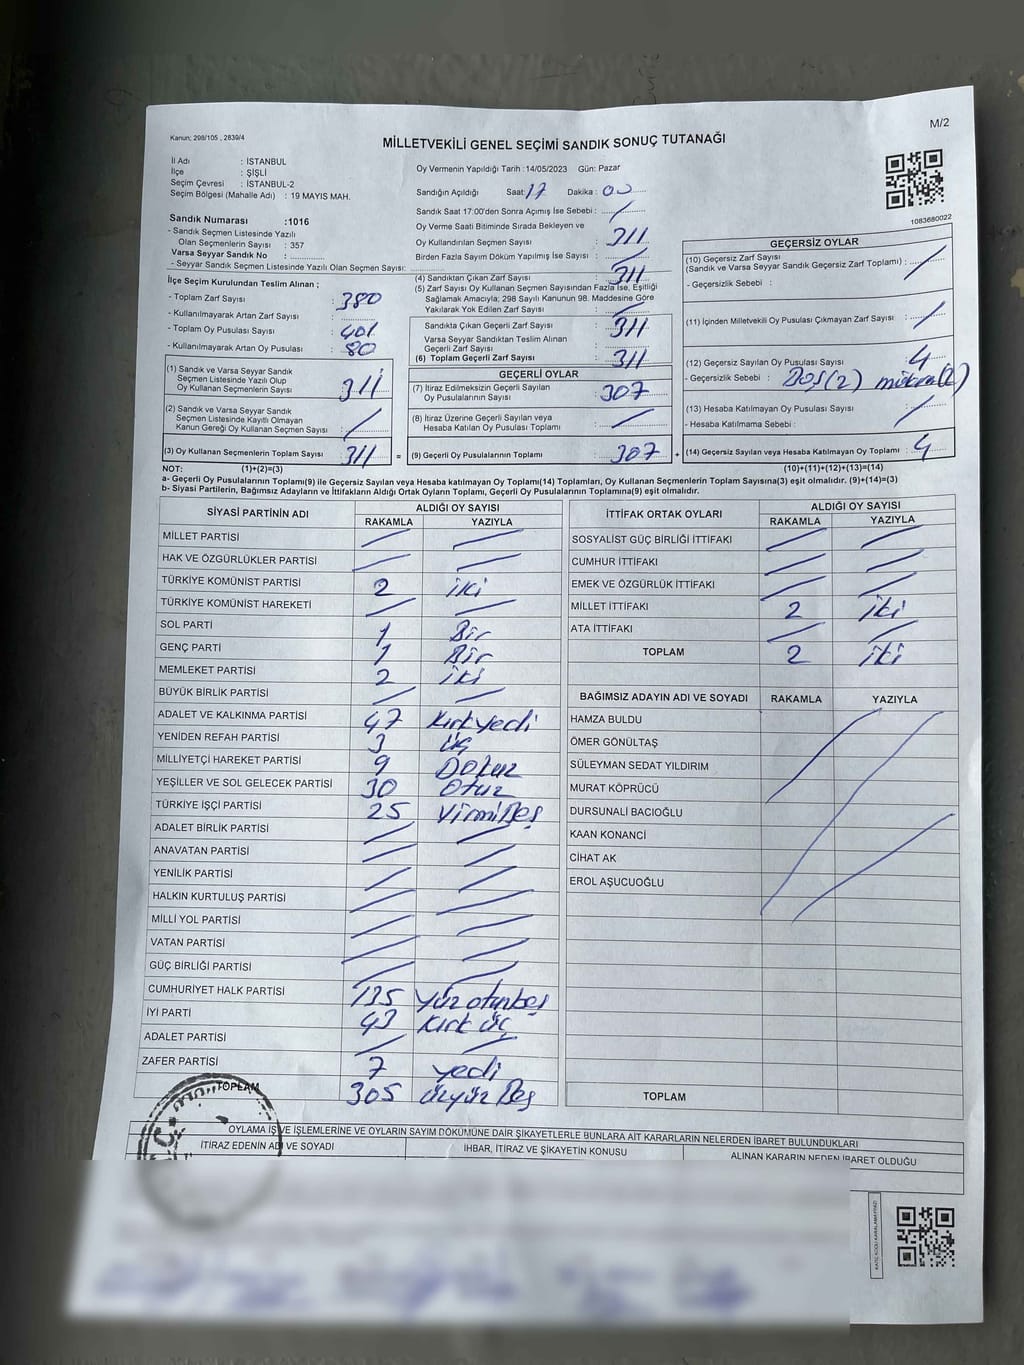 Kanun; 298/105 , 2839/4
M/2
MİLLETVEKİLİ GENEL SEÇİMİ SANDIK SONUÇ TUTANAĞI
İl Adı : İSTANBUL
İlçe : ŞİŞLİ
Seçim Çevresi : İSTANBUL-2
Seçim Bölgesi (Mahalle Adı) : 19 MAYIS MAH.
Sandık Numarası :1016
- Sandık Seçmen Listesinde Yazılı
Olan Seçmenlerin Sayısı : 357
Varsa Seyyar Sandık No :
- Seyyar Sandık Seçmen Listesinde Yazılı Olan Seçmen Sayısı:
İlçe Seçim Kurulundan Teslim Alınan ;
- Toplam Zarf Sayısı : 380
- Kullanılmayarak Artan Zarf Sayısı :
- Toplam Oy Pusulası Sayısı : 401
- Kullanılmayarak Artan Oy Pusulası : 80
(1) Sandık ve Varsa Seyyar Sandık
Seçmen Listesinde Yazılı Olup
Oy Kullanan Seçmenlerin Sayısı : 311
(2) Sandık ve Varsa Seyyar Sandık
Seçmen Listesinde Kayıtlı Olmayan
Kanun Gereği Oy Kullanan Seçmen Sayısı : /
(3) Oy Kullanan Seçmenlerin Toplam Sayısı : 311 =
Oy Vermenin Yapıldığı Tarih :14/05/2023 Gün: Pazar
Sandığın Açıldığı Saat:17 Dakika : 00
Sandık Saat 17:00'den Sonra Açımış İse Sebebi : /
Oy Verme Saati Bitiminde Sırada Bekleyen ve
Oy Kullandırılan Seçmen Sayısı : 311
Birden Fazla Sayım Döküm Yapılmış İse Sayısı : /
(4) Sandıktan Çıkan Zarf Sayısı : 311
(5) Zarf Sayısı Oy Kullanan Seçmen Sayısından Fazla İse, Eşitliği
Sağlamak Amacıyla; 298 Sayılı Kanunun 98. Maddesine Göre
Yakılarak Yok Edilen Zarf Sayısı : /
Sandıkta Çıkan Geçerli Zarf Sayısı : 311
Varsa Seyyar Sandıktan Teslim Alınan
Geçerli Zarf Sayısı : /
(6) Toplam Geçerli Zarf Sayısı : 311
GEÇERLİ OYLAR
(7) İtiraz Edilmeksizin Geçerli Sayılan
Oy Pusulalarının Sayısı : 307
(8) İtiraz Üzerine Geçerli Sayılan veya
Hesaba Katılan Oy Pusulası Toplamı : /
(9) Geçerli Oy Pusulalarının Toplamı : 307 +
1083680022
GEÇERSİZ OYLAR
(10) Geçersiz Zarf Sayısı
(Sandık ve Varsa Seyyar Sandık Geçersiz Zarf Toplamı) : /
- Geçersizlik Sebebi :
(11) İçinden Milletvekili Oy Pusulası Çıkmayan Zarf Sayısı : /
(12) Geçersiz Sayılan Oy Pusulası Sayısı : 4
- Geçersizlik Sebebi : Boş(2)
(13) Hesaba Katılmayan Oy Pusulası Sayısı : /
- Hesaba Katılmama Sebebi :
(14) Geçersiz Sayılan veya Hesaba Katılmayan Oy Toplamı : 4
NOT: (1)+(2)=(3) (10)+(11)+(12)+(13)=(14)
a- Geçerli Oy Pusulalarının Toplamı(9) ile Geçersiz Sayılan veya Hesaba katılmayan Oy Toplamı(14) Toplamları, Oy Kullanan Seçmenlerin Toplam Sayısına(3) eşit olmalıdır. (9)+(14)=(3)
b- Siyasi Partilerin, Bağımsız Adayların ve İttifakların Aldığı Ortak Oyların Toplamı, Geçerli Oy Pusulalarının Toplamına(9) eşit olmalıdır.
SİYASİ PARTİNİN ADI ALDIĞI OY SAYISI
RAKAMLA YAZIYLA
MİLLET PARTİSİ / /
HAK VE ÖZGÜRLÜKLER PARTİSİ / /
TÜRKİYE KOMÜNİST PARTİSİ 2 iki
TÜRKİYE KOMÜNİST HAREKETİ / /
SOL PARTİ 1 Bir
GENÇ PARTİ 1 Bir
MEMLEKET PARTİSİ 2 iki
BÜYÜK BİRLİK PARTİSİ / /
ADALET VE KALKINMA PARTİSİ 47 Kırkyedi
YENİDEN REFAH PARTİSİ 3 üç
MİLLİYETÇİ HAREKET PARTİSİ 9 Dokuz
YEŞİLLER VE SOL GELECEK PARTİSİ 30 Otuz
TÜRKİYE İŞÇİ PARTİSİ 25 YirmiBeş
ADALET BİRLİK PARTİSİ / /
ANAVATAN PARTİSİ / /
YENİLİK PARTİSİ / /
HALKIN KURTULUŞ PARTİSİ / /
MİLLİ YOL PARTİSİ / /
VATAN PARTİSİ / /
GÜÇ BİRLİĞİ PARTİSİ / /
CUMHURİYET HALK PARTİSİ 135 Yüz otuzbeş
İYİ PARTİ 43 Kırk üç
ADALET PARTİSİ / /
ZAFER PARTİSİ 7 yedi
TOPLAM 305 üçyüz Beş
İTTİFAK ORTAK OYLARI ALDIĞI OY SAYISI
RAKAMLA YAZIYLA
SOSYALİST GÜÇ BİRLİĞİ İTTİFAKI / /
CUMHUR İTTİFAKI / /
EMEK VE ÖZGÜRLÜK İTTİFAKI / /
MİLLET İTTİFAKI 2 iki
ATA İTTİFAKI / /
TOPLAM 2 iki
BAĞIMSIZ ADAYIN ADI VE SOYADI RAKAMLA YAZIYLA
HAMZA BULDU
ÖMER GÖNÜLTAŞ
SÜLEYMAN SEDAT YILDIRIM
MURAT KÖPRÜCÜ
DURSUNALİ BACIOĞLU
KAAN KONANCİ
CİHAT AK
EROL AŞUCUOĞLU
TOPLAM
OYLAMA İŞ VE İŞLEMLERİNE VE OYLARIN SAYIM DÖKÜMÜNE DAİR ŞİKAYETLERLE BUNLARA AİT KARARLARIN NELERDEN İBARET BULUNDUKLARI
İTİRAZ EDENİN ADI VE SOYADI İHBAR, İTİRAZ VE ŞİKAYETİN KONUSU ALINAN KARARIN NEDEN İBARET OLDUĞU
T.C.